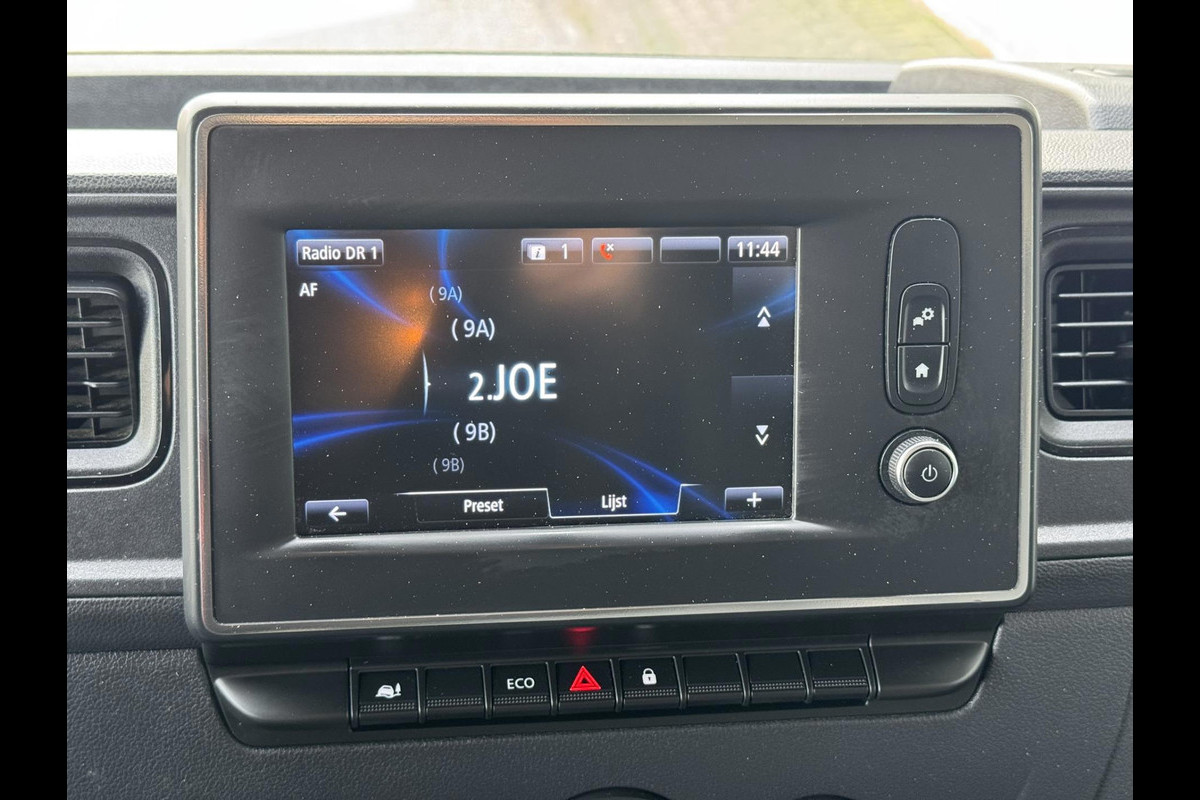 Radio DR 1
i 1
11:44
AF
(9A)
(9A)
2.JOE
(9B)
(9B)
Preset
Lijst
+
ECO